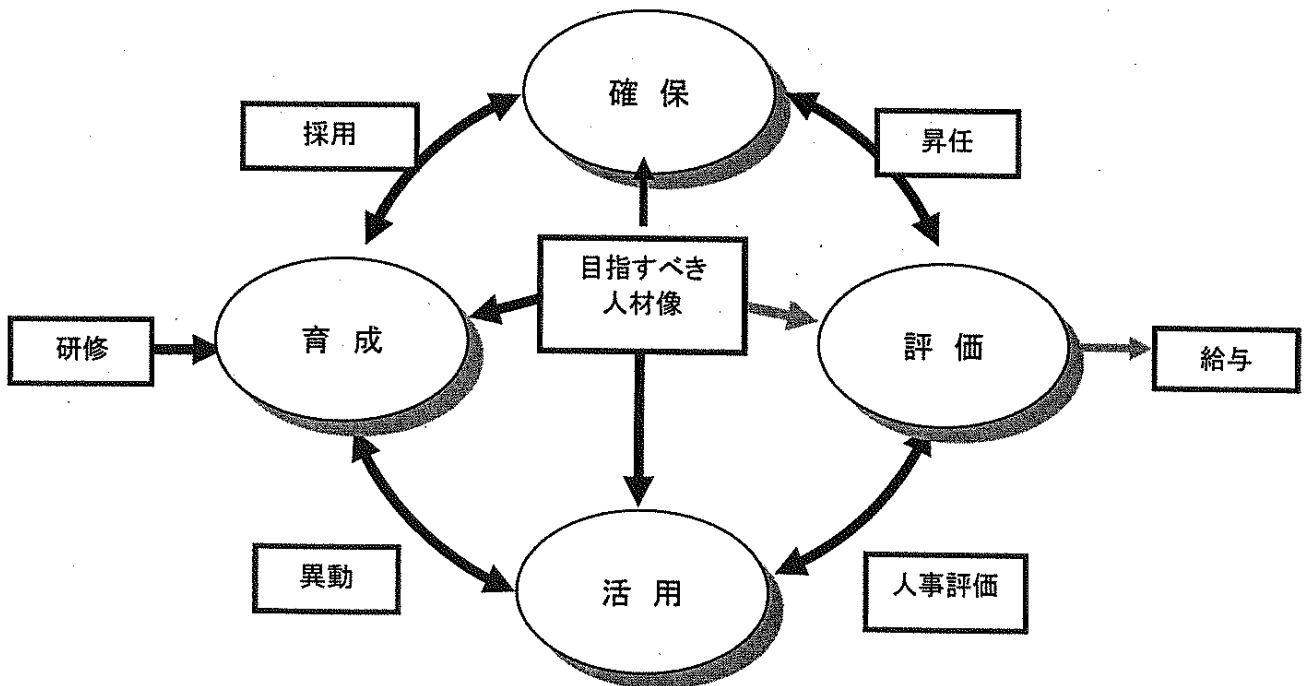 確保
採用
昇任
目指すべき
人材像
育成
評価
研修
給与
異動
活用
人事評価